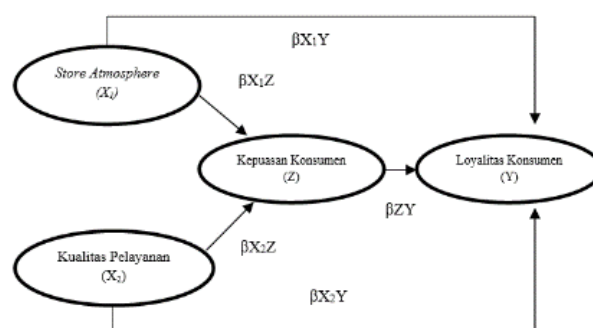 βX₁Y
Store Atmosphere
(X₁)
βX₁Z
Kepuasan Konsumen
(Z)
Loyalitas Konsumen
(Y)
βZY
βX₂Z
Kualitas Pelayanan
(X₂)
βX₂Y